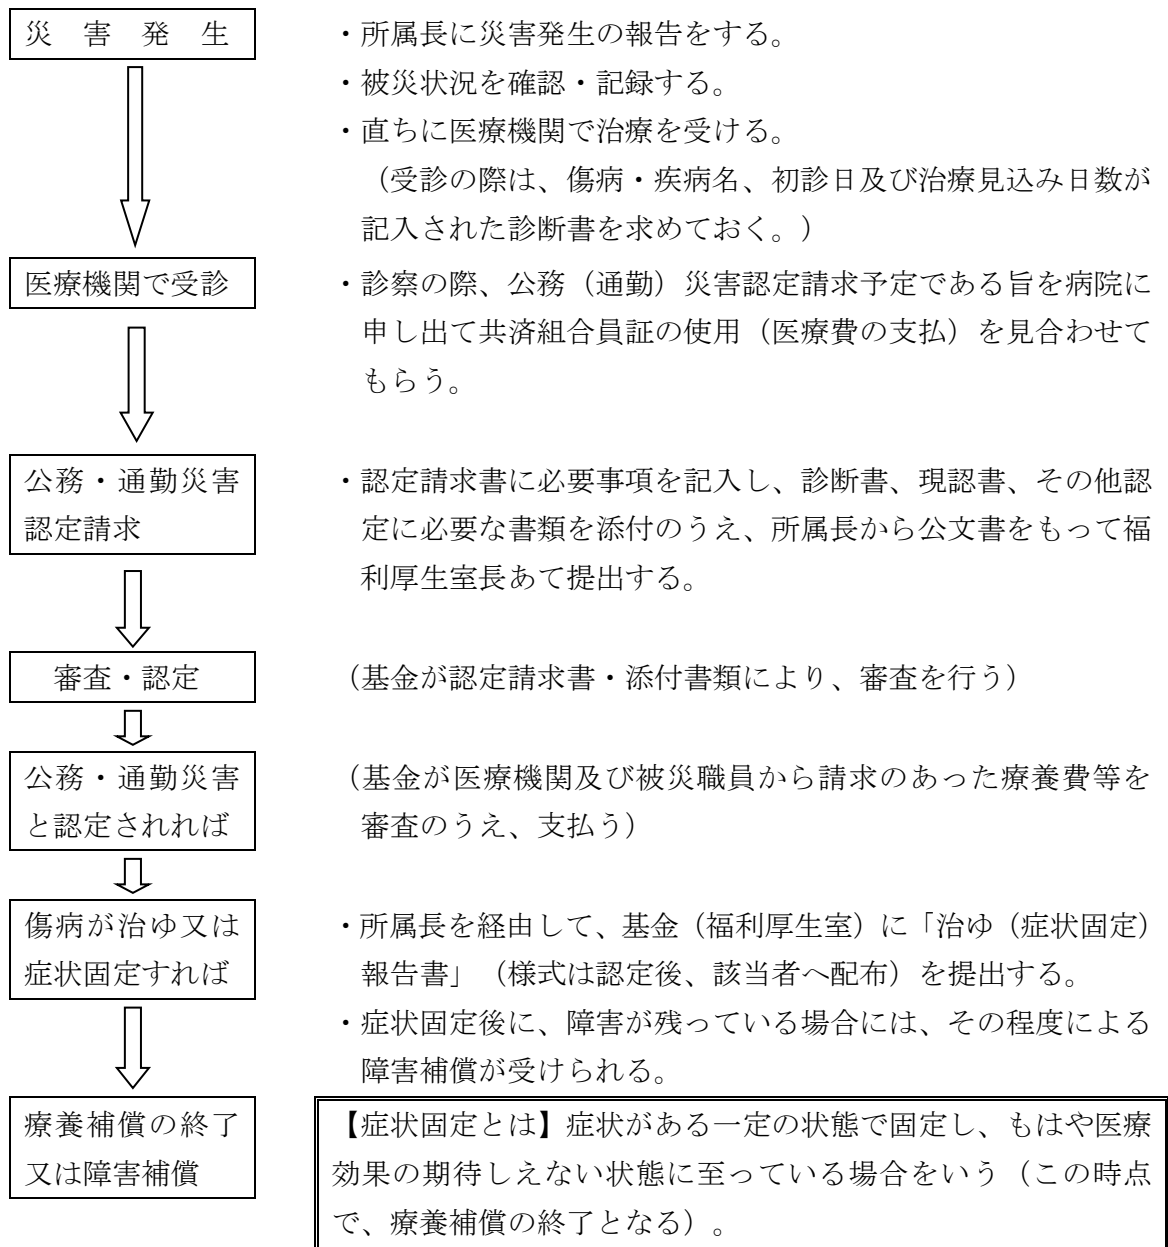 災　害　発　生
・所属長に災害発生の報告をする。
・被災状況を確認・記録する。
・直ちに医療機関で治療を受ける。
（受診の際は、傷病・疾病名、初診日及び治療見込み日数が
記入された診断書を求めておく。）
医療機関で受診
・診察の際、公務（通勤）災害認定請求予定である旨を病院に
申し出て共済組合員証の使用（医療費の支払）を見合わせて
もらう。
公務・通勤災害
認定請求
・認定請求書に必要事項を記入し、診断書、現認書、その他認
定に必要な書類を添付のうえ、所属長から公文書をもって福
利厚生室長あて提出する。
審査・認定
（基金が認定請求書・添付書類により、審査を行う）
公務・通勤災害
と認定されれば
（基金が医療機関及び被災職員から請求のあった療養費等を
審査のうえ、支払う）
傷病が治ゆ又は
症状固定すれば
・所属長を経由して、基金（福利厚生室）に「治ゆ（症状固定）
報告書」（様式は認定後、該当者へ配布）を提出する。
・症状固定後に、障害が残っている場合には、その程度による
障害補償が受けられる。
療養補償の終了
又は障害補償
【症状固定とは】症状がある一定の状態で固定し、もはや医療
効果の期待しえない状態に至っている場合をいう（この時点
で、療養補償の終了となる）。